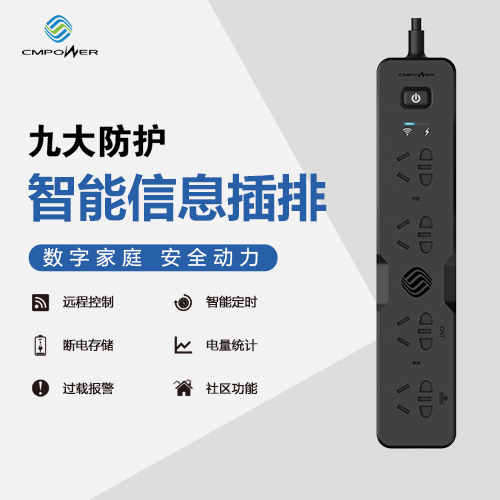 CMPOWER
九大防护
智能信息插排
数字家庭 安全动力
远程控制
智能定时
断电存储
电量统计
过载报警
社区功能
CMPOWER